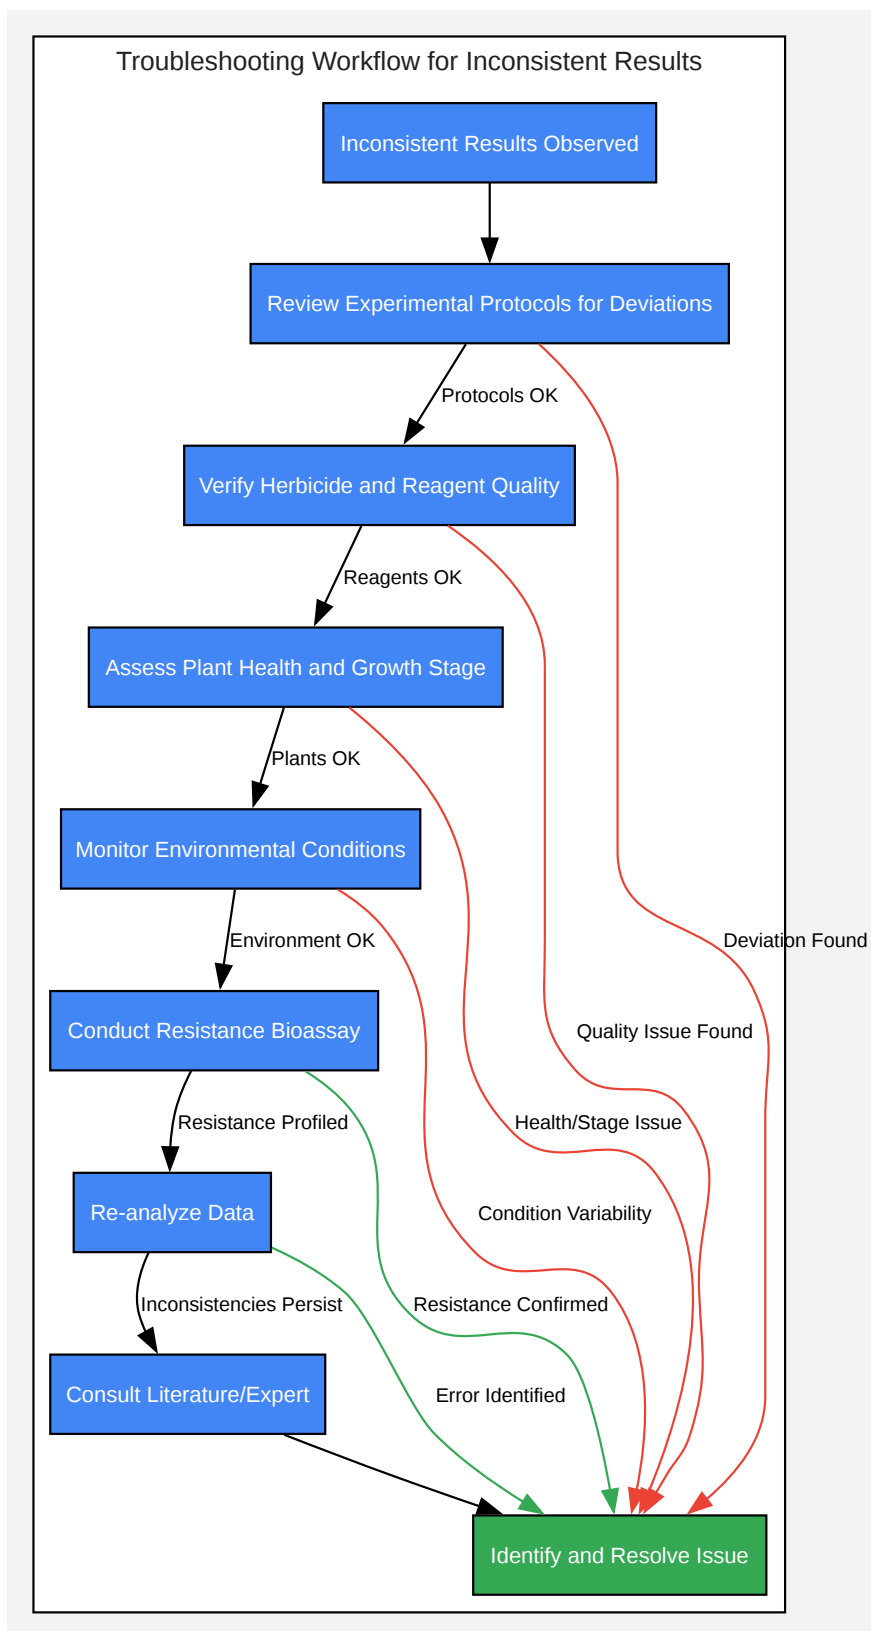 Troubleshooting Workflow for Inconsistent Results
Inconsistent Results Observed
Review Experimental Protocols for Deviations
Protocols OK
Verify Herbicide and Reagent Quality
Reagents OK
Assess Plant Health and Growth Stage
Plants OK
Monitor Environmental Conditions
Environment OK
Deviation Found
Conduct Resistance Bioassay
Quality Issue Found
Resistance Profiled
Health/Stage Issue
Re-analyze Data
Condition Variability
Inconsistencies Persist
Resistance Confirmed
Consult Literature/Expert
Error Identified
Identify and Resolve Issue